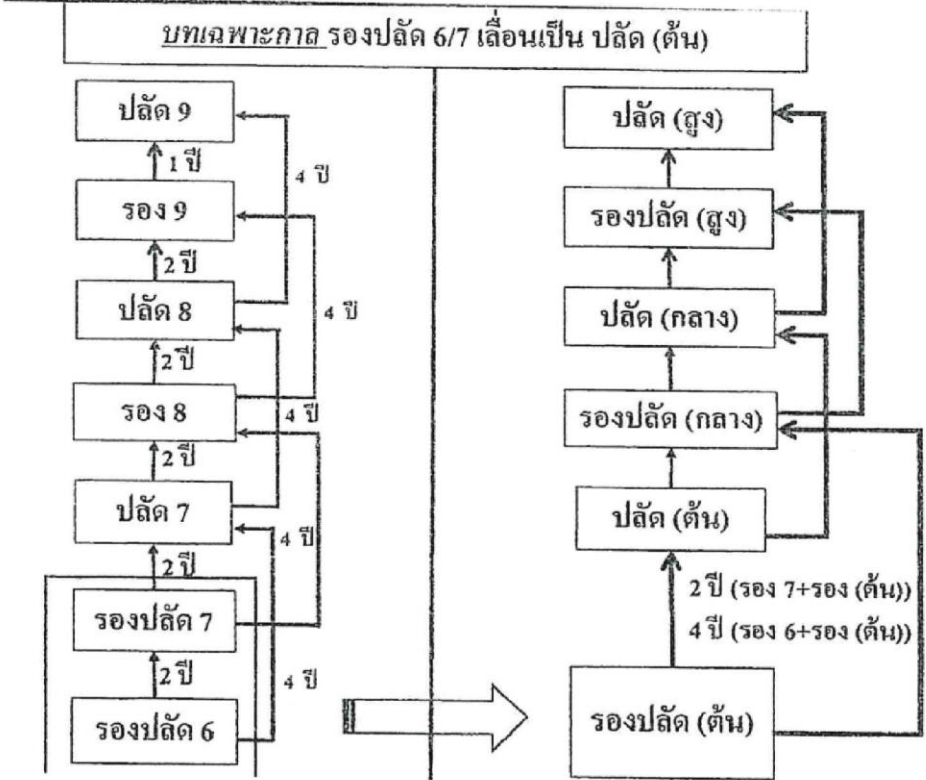 บทเฉพาะกาล รองปลัด 6/7 เลื่อนเป็น ปลัด (ต้น)
ปลัด 9
1 ปี
4 ปี
รอง 9
2 ปี
ปลัด 8
4 ปี
2 ปี
รอง 8
4 ปี
2 ปี
ปลัด 7
4 ปี
2 ปี
รองปลัด 7
2 ปี
4 ปี
รองปลัด 6
ปลัด (สูง)
รองปลัด (สูง)
ปลัด (กลาง)
รองปลัด (กลาง)
ปลัด (ต้น)
2 ปี (รอง 7+รอง (ต้น))
4 ปี (รอง 6+รอง (ต้น))
รองปลัด (ต้น)